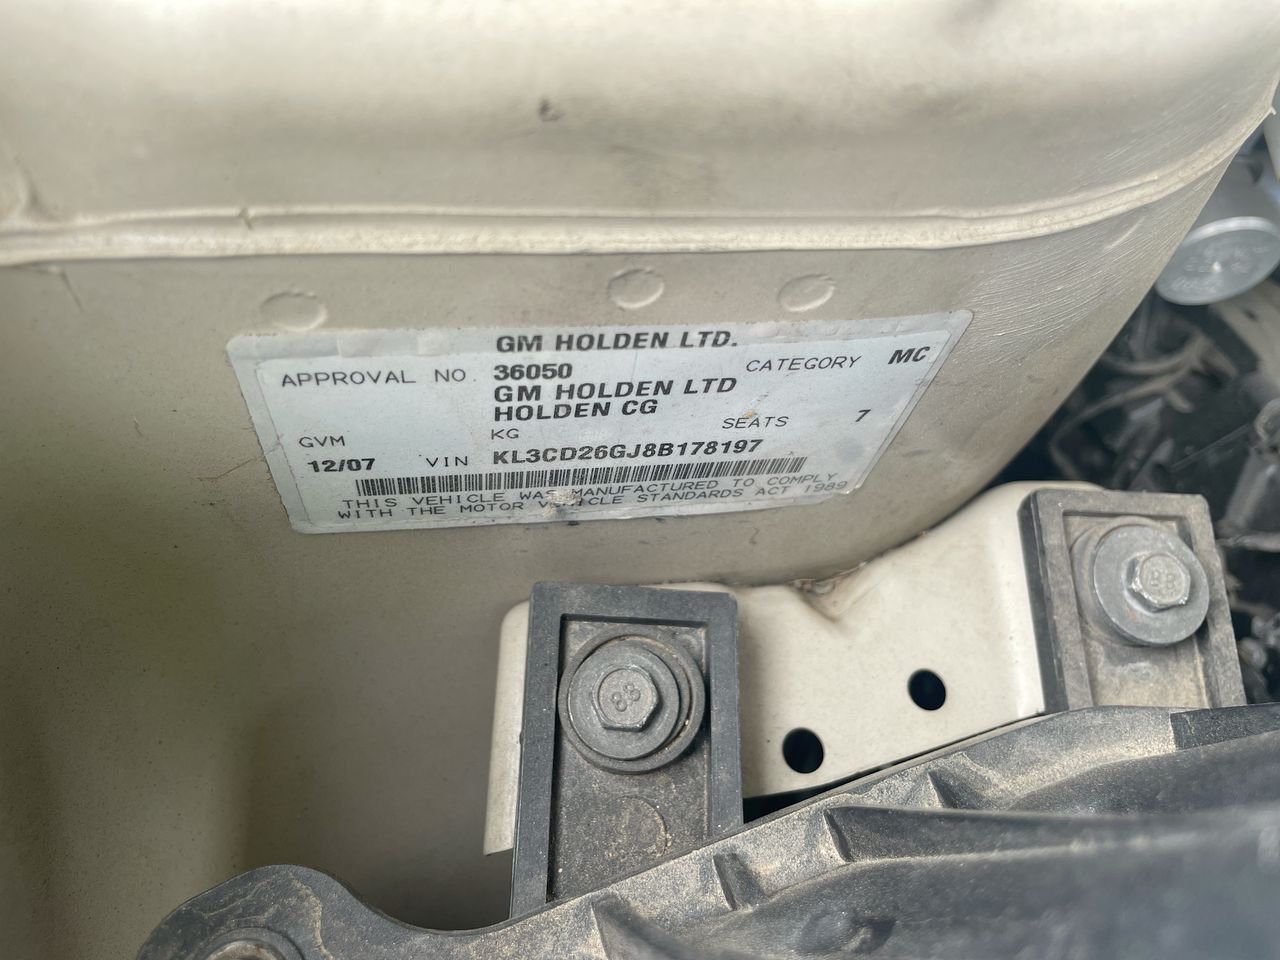 GM HOLDEN LTD.
APPROVAL NO 36050 CATEGORY MC
GM HOLDEN LTD
HOLDEN CG
GVM KG SEATS 7
12/07 VIN KL3CD26GJ8B178197
THIS VEHICLE WAS MANUFACTURED TO COMPLY
WITH THE MOTOR VEHICLE STANDARDS ACT 1989
88
88